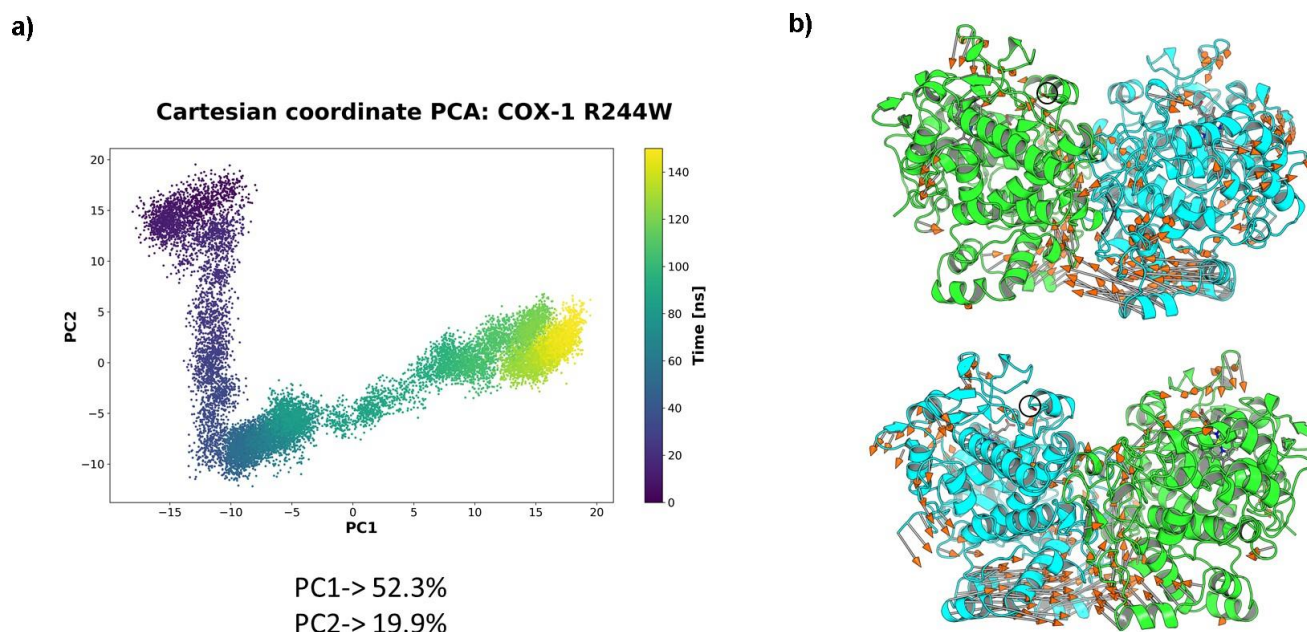 a)
b)
Cartesian coordinate PCA: COX-1 R244W
20
15
10
5
0
−5
−10
PC2
−15
−10
−5
0
5
10
15
20
PC1
140
120
100
80
60
40
20
0
Time [ns]
PC1-> 52.3%
PC2-> 19.9%